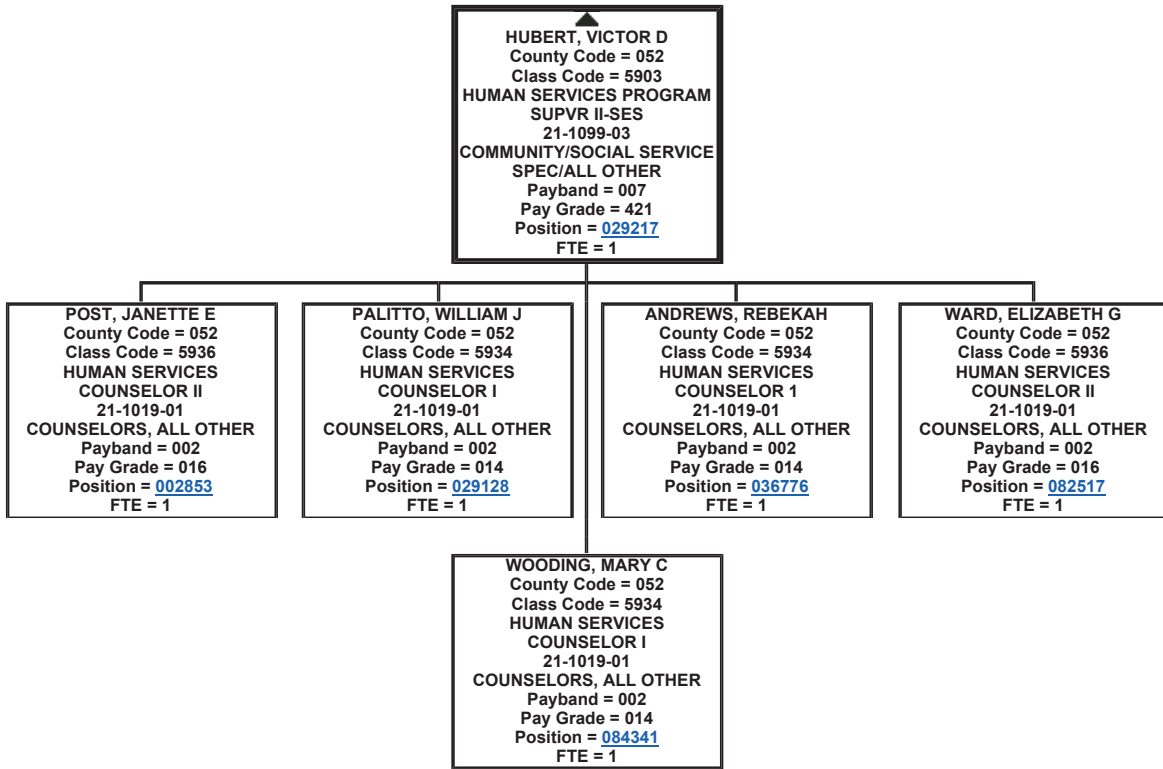 HUBERT, VICTOR D
County Code = 052
Class Code = 5903
HUMAN SERVICES PROGRAM
SUPVR II-SES
21-1099-03
COMMUNITY/SOCIAL SERVICE
SPEC/ALL OTHER
Payband = 007
Pay Grade = 421
Position = 029217
FTE = 1
POST, JANETTE E
County Code = 052
Class Code = 5936
HUMAN SERVICES
COUNSELOR II
21-1019-01
COUNSELORS, ALL OTHER
Payband = 002
Pay Grade = 016
Position = 002853
FTE = 1
PALITTO, WILLIAM J
County Code = 052
Class Code = 5934
HUMAN SERVICES
COUNSELOR I
21-1019-01
COUNSELORS, ALL OTHER
Payband = 002
Pay Grade = 014
Position = 029128
FTE = 1
ANDREWS, REBEKAH
County Code = 052
Class Code = 5934
HUMAN SERVICES
COUNSELOR 1
21-1019-01
COUNSELORS, ALL OTHER
Payband = 002
Pay Grade = 014
Position = 036776
FTE = 1
WARD, ELIZABETH G
County Code = 052
Class Code = 5936
HUMAN SERVICES
COUNSELOR II
21-1019-01
COUNSELORS, ALL OTHER
Payband = 002
Pay Grade = 016
Position = 082517
FTE = 1
WOODING, MARY C
County Code = 052
Class Code = 5934
HUMAN SERVICES
COUNSELOR I
21-1019-01
COUNSELORS, ALL OTHER
Payband = 002
Pay Grade = 014
Position = 084341
FTE = 1